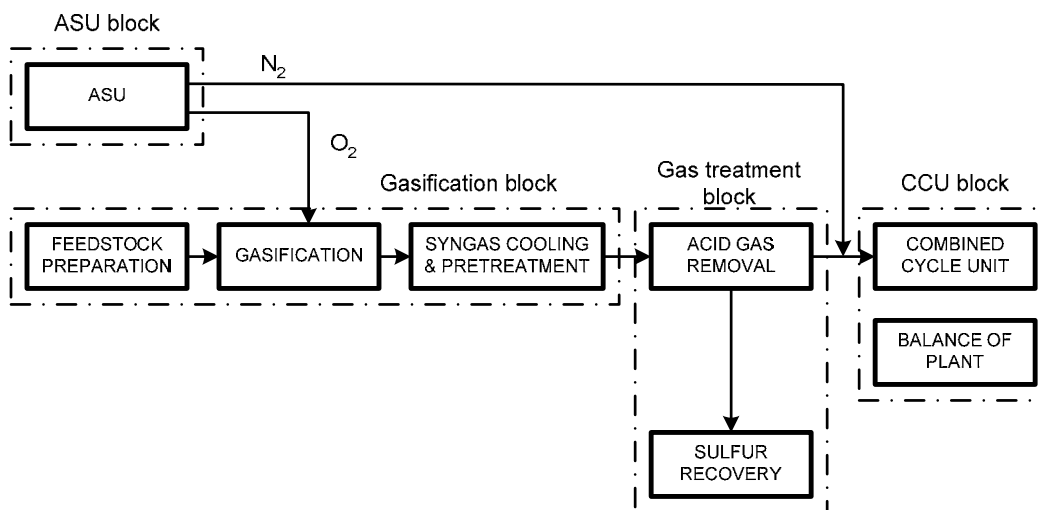 ASU block
ASU
N2
O2
Gasification block
Gas treatment
block
CCU block
FEEDSTOCK
PREPARATION
GASIFICATION
SYNGAS COOLING
& PRETREATMENT
ACID GAS
REMOVAL
COMBINED
CYCLE UNIT
BALANCE OF
PLANT
SULFUR
RECOVERY